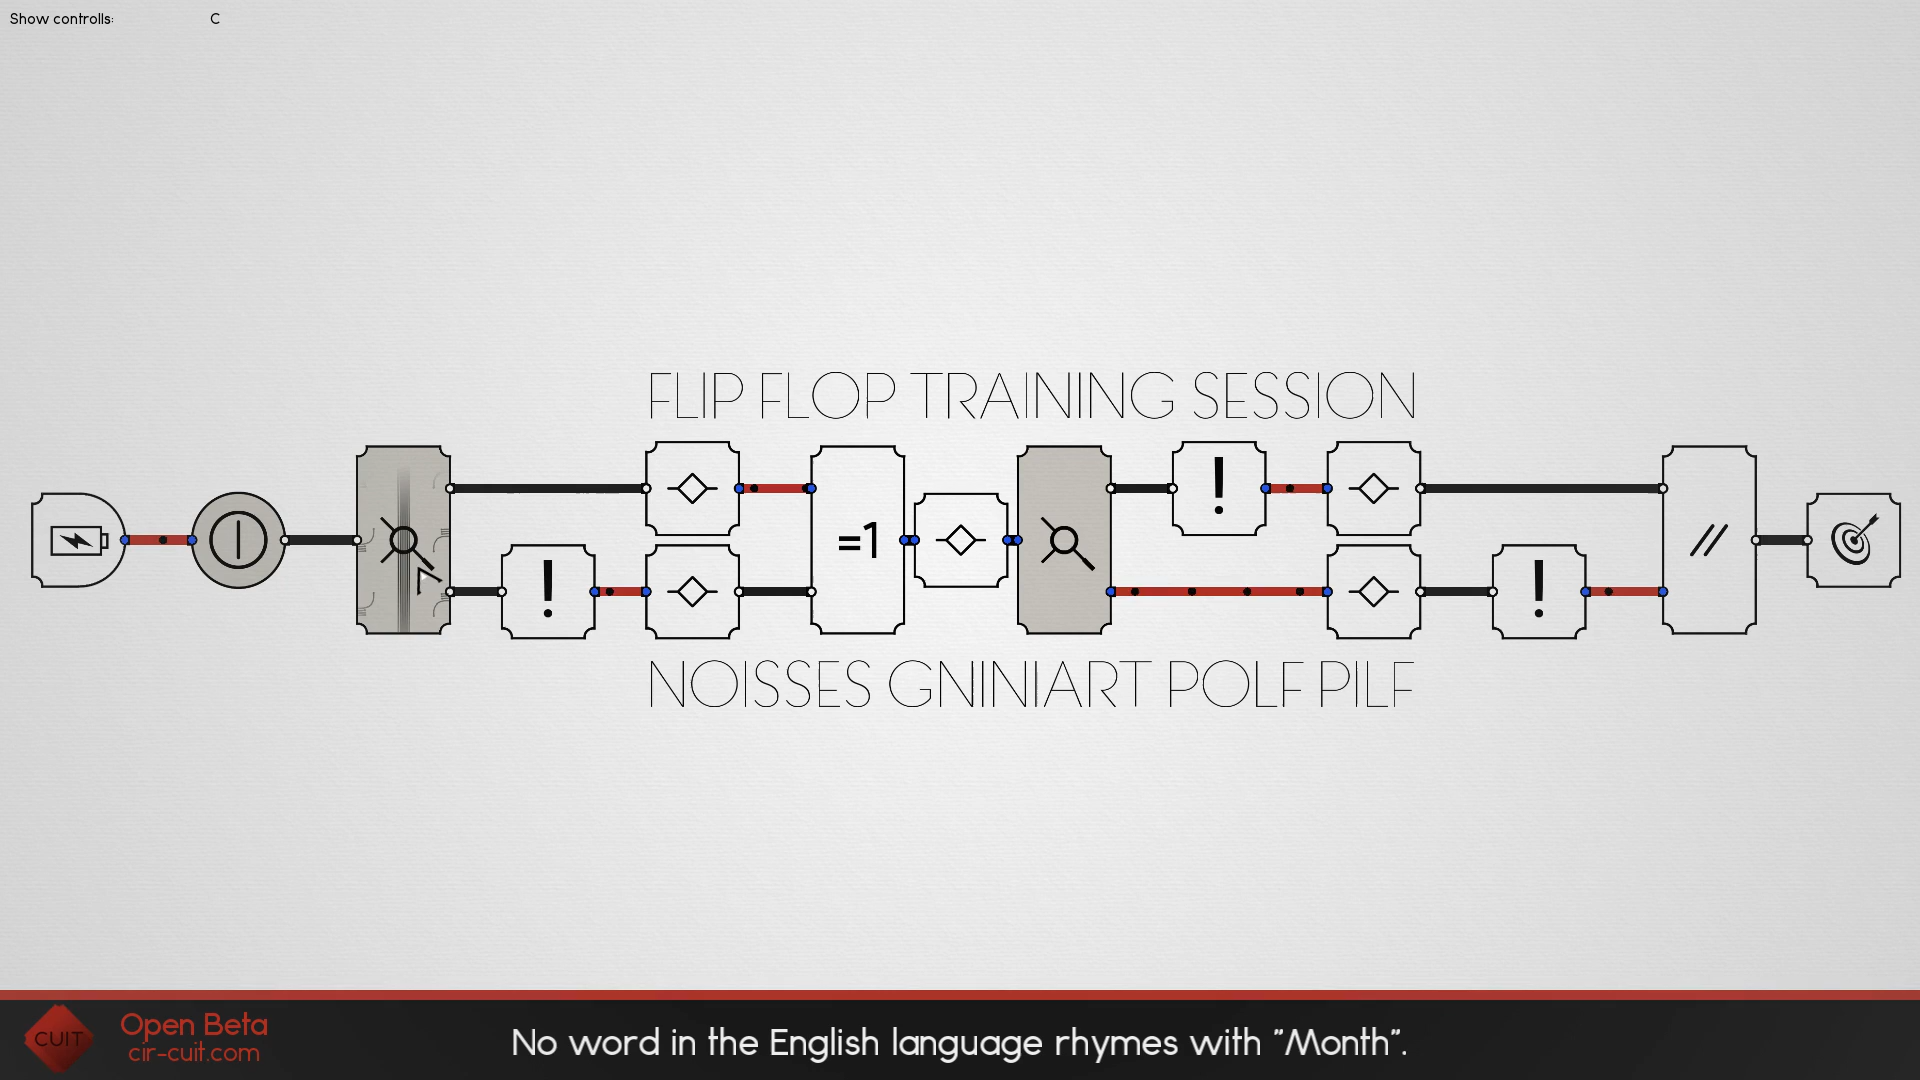 Show controlls: C
FLIP FLOP TRAINING SESSION
! =1 ! //
! !
NOISSES GNINIART POLF PILF
CUIT
Open Beta
cir-cuit.com
No word in the English language rhymes with "Month".